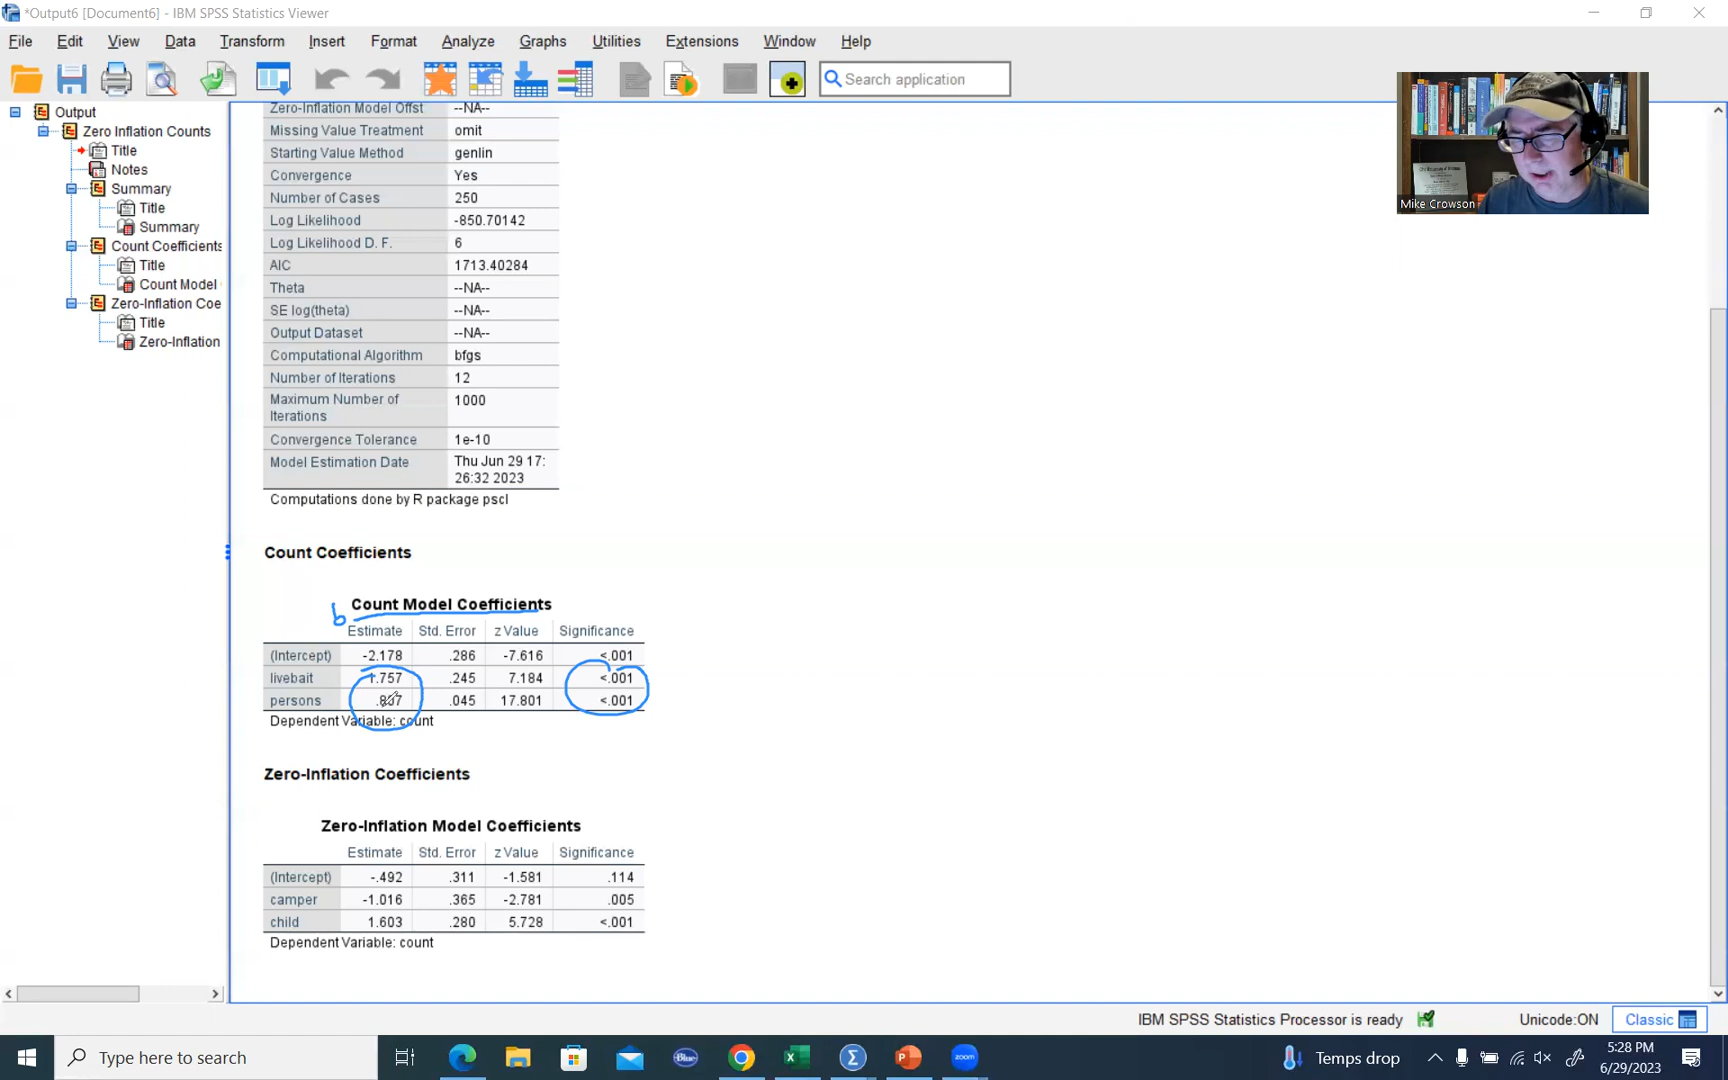 *Output6 [Document6] - IBM SPSS Statistics Viewer
File Edit View Data Transform Insert Format Analyze Graphs Utilities Extensions Window Help
Search application
Output
Zero Inflation Counts
Title
Notes
Summary
Title
Summary
Count Coefficients
Title
Count Model
Zero-Inflation Coe
Title
Zero-Inflation
Zero-Inflation Model Offst --NA--
Missing Value Treatment omit
Starting Value Method genlin
Convergence Yes
Number of Cases 250
Log Likelihood -850.70142
Log Likelihood D. F. 6
AIC 1713.40284
Theta --NA--
SE log(theta) --NA--
Output Dataset --NA--
Computational Algorithm bfgs
Number of Iterations 12
Maximum Number of Iterations 1000
Convergence Tolerance 1e-10
Model Estimation Date Thu Jun 29 17:26:32 2023
Computations done by R package pscl
Count Coefficients
b Count Model Coefficients
Estimate Std. Error z Value Significance
(Intercept) -2.178 .286 -7.616 <.001
livebait 1.757 .245 7.184 <.001
persons .045 17.801 <.001
Dependent Variable: count
Zero-Inflation Coefficients
Zero-Inflation Model Coefficients
Estimate Std. Error z Value Significance
(Intercept) -.492 .311 -1.581 .114
camper -1.016 .365 -2.781 .005
child 1.603 .280 5.728 <.001
Dependent Variable: count
Mike Crowson
IBM SPSS Statistics Processor is ready Unicode:ON Classic
Type here to search
Blue
zoom
Temps drop
5:28 PM
6/29/2023